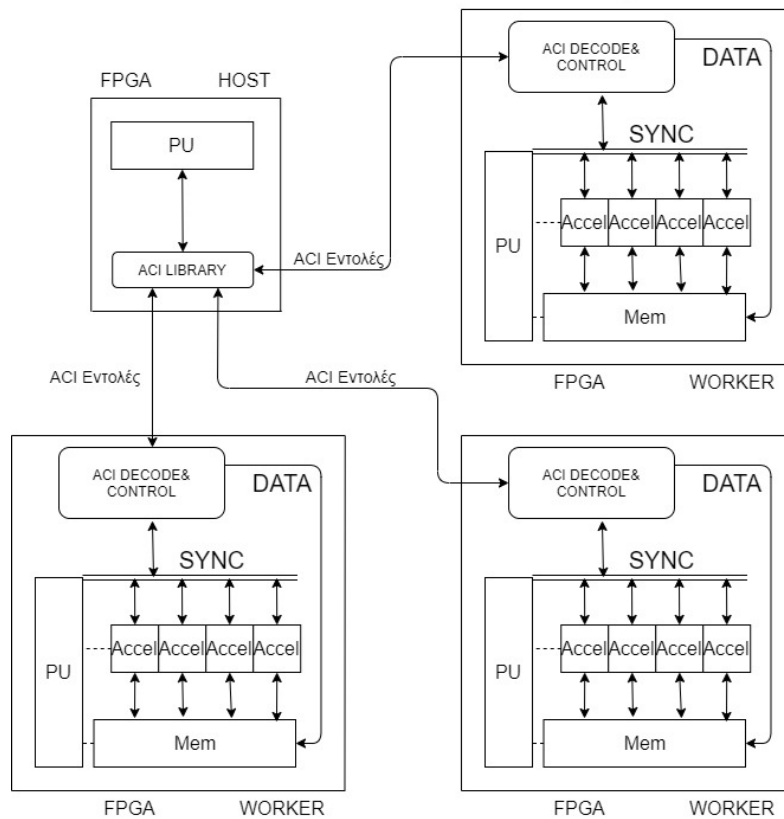 FPGA HOST
PU
ACI LIBRARY
ACI Εντολές
ACI Εντολές
ACI Εντολές
ACI DECODE&
CONTROL
DATA
SYNC
PU
Accel Accel Accel Accel
Mem
FPGA WORKER
ACI DECODE&
CONTROL
DATA
SYNC
PU
Accel Accel Accel Accel
Mem
FPGA WORKER
ACI DECODE&
CONTROL
DATA
SYNC
PU
Accel Accel Accel Accel
Mem
FPGA WORKER